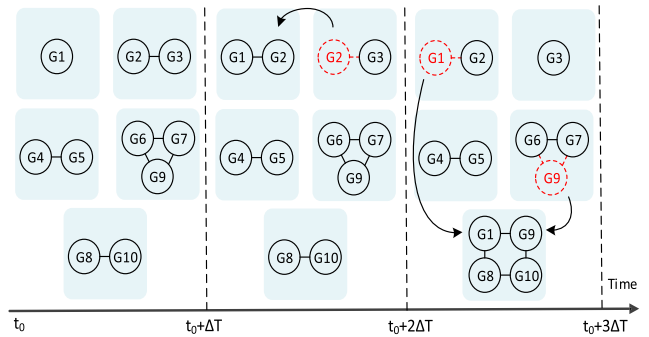 G1 G2 G3 G1 G2 G2 G3 G1 G2 G3
G4 G5 G6 G7 G9 G4 G5 G6 G7 G9 G4 G5 G6 G7 G9
G8 G10 G8 G10 G1 G9 G8 G10
Time
t0 t0+ΔT t0+2ΔT t0+3ΔT